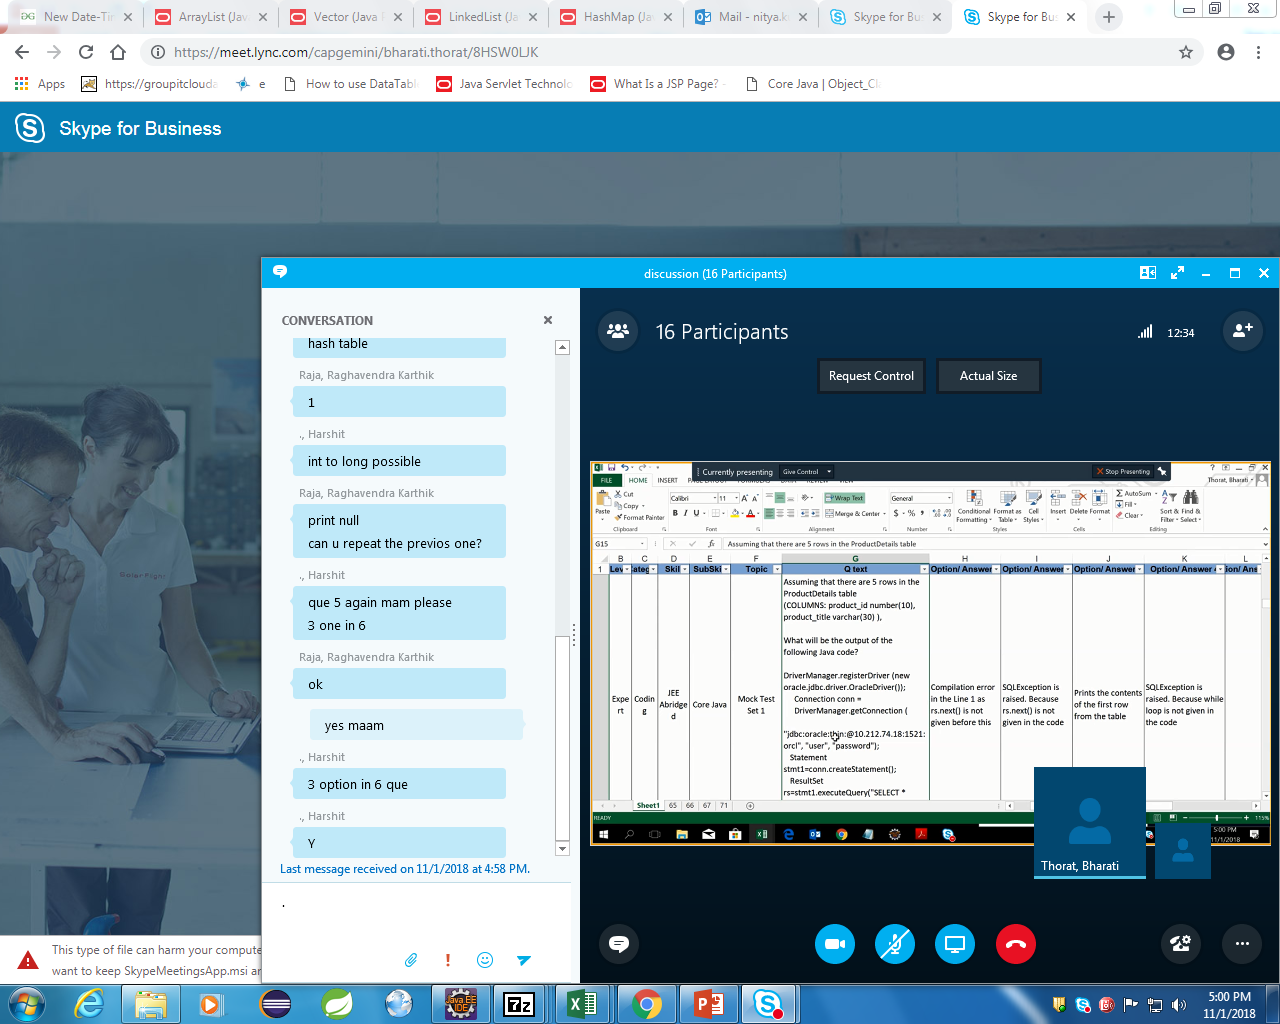 New Date-Tim
ArrayList (Jav
Vector (Java
LinkedList (Ja
HashMap (Ja
Mail - nitya.k
Skype for Bus
Skype for Bus
https://meet.lync.com/capgemini/bharati.thorat/8HSW0LJK
Apps
https://groupitclouda
e
How to use DataTabl
Java Servlet Technolo
What Is a JSP Page? -
Core Java | Object_Cl
Skype for Business
discussion (16 Participants)
CONVERSATION
hash table
Raja, Raghavendra Karthik
1
., Harshit
int to long possible
Raja, Raghavendra Karthik
print null
can u repeat the previos one?
., Harshit
que 5 again mam please
3 one in 6
Raja, Raghavendra Karthik
ok
yes maam
., Harshit
3 option in 6 que
., Harshit
Y
Last message received on 11/1/2018 at 4:58 PM.
.
16 Participants
12:34
Request Control
Actual Size
Currently presenting
Give Control
Stop Presenting
Thorat, Bharati
FILE
HOME
INSERT
Cut
Copy
Format Painter
Paste
Calibri
11
Wrap Text
Merge & Center
General
Conditional Formatting
Format as Table
Cell Styles
Insert
Delete
Format
AutoSum
Fill
Clear
Sort & Filter
Find & Select
Clipboard
Font
Alignment
Number
Styles
Cells
Editing
G15
Assuming that there are 5 rows in the ProductDetails table
B C D E F G H I J K L
1 Lev Categ Skil SubSki Topic Q text Option/ Answer Option/ Answer Option/ Answer Option/ Answer
Expe
rt
Codin
g
JEE
Abridge
d
Core Java
Mock Test
Set 1
Assuming that there are 5 rows in the
ProductDetails table
(COLUMNS: product_id number(10),
product_title varchar(30) ),
What will be the output of the
following Java code?
DriverManager.registerDriver (new
oracle.jdbc.driver.OracleDriver());
Connection conn =
DriverManager.getConnection (
"jdbc:oracle:thin:@10.212.74.18:1521:
orcl", "user", "password");
Statement
stmt1=conn.createStatement();
ResultSet
rs=stmt1.executeQuery("SELECT *
Compilation error
in the Line 1 as
rs.next() is not
given before this
SQLException is
raised. Because
rs.next() is not
given in the code
Prints the contents
of the first row
from the table
SQLException is
raised. Because while
loop is not given in
the code
Sheet1 65 66 67 71
READY
115%
5:00 PM
11/1/2018
Thorat, Bharati
This type of file can harm your compute
want to keep SkypeMeetingsApp.msi an
Java EE
IDE
7z
5:00 PM
11/1/2018